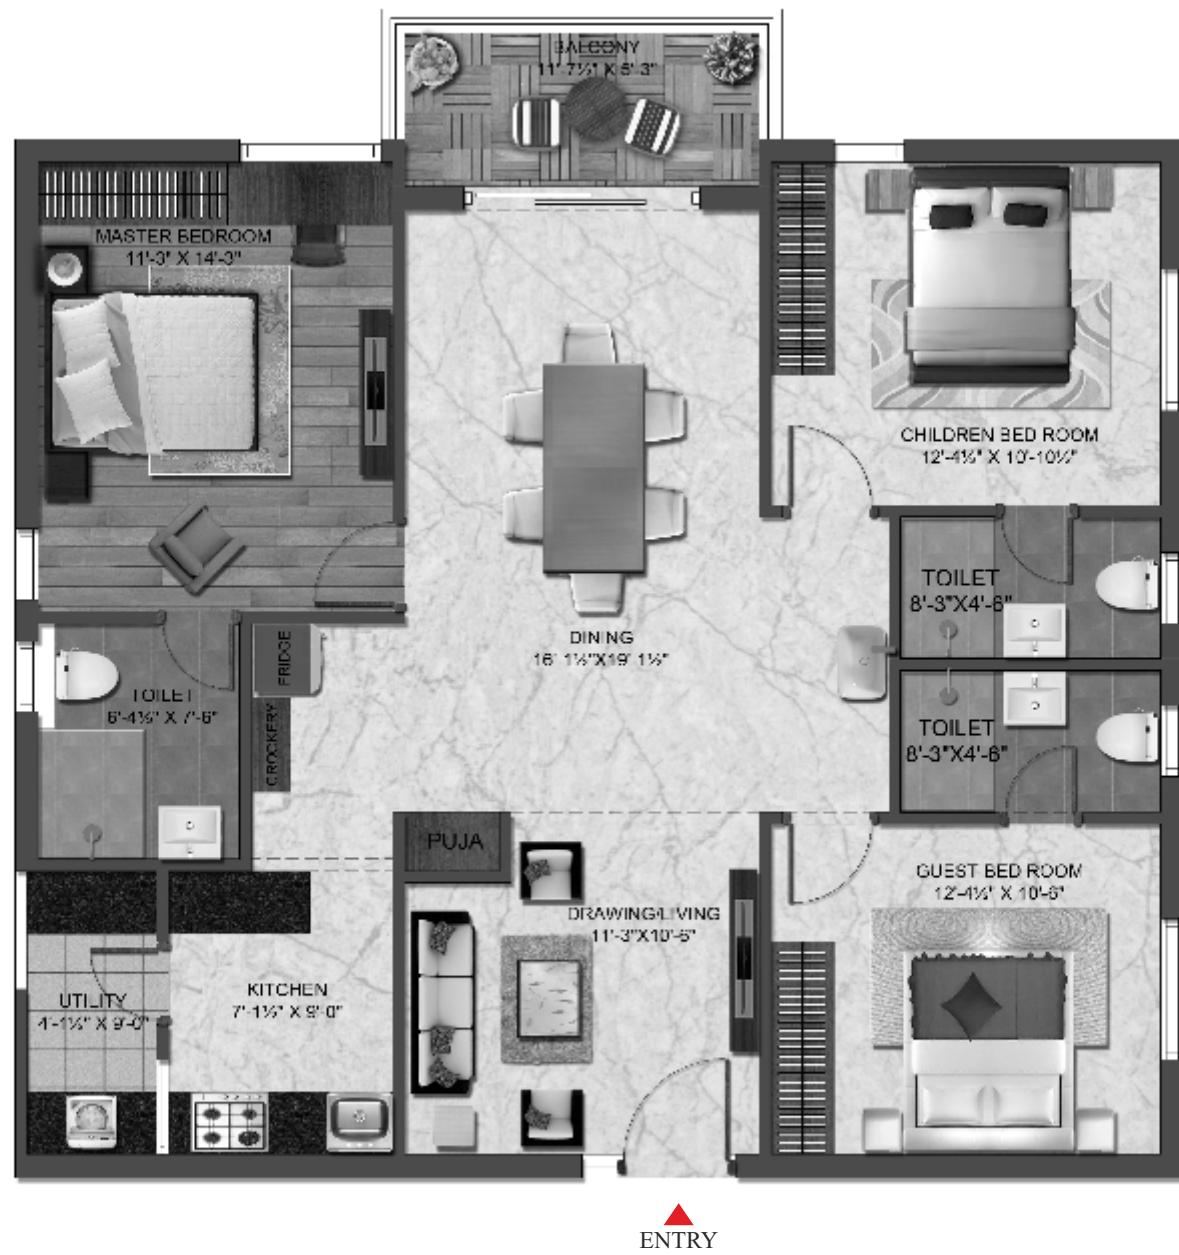 BALCONY
11'-7½" X 5'-3"
MASTER BEDROOM
11'-3" X 14'-3"
CHILDREN BED ROOM
12'-4½" X 10'-10½"
TOILET
8'-3"X4'-6"
DINING
16' 1½"X19' 1½"
FRIDGE
TOILET
6'-4½" X 7'-6"
CROCKERY
TOILET
8'-3"X4'-6"
PUJA
GUEST BED ROOM
12'-4½" X 10'-6"
DRAWING/LIVING
11'-3"X10'-6"
KITCHEN
7'-1½" X 9'-0"
UTILITY
4'-1½" X 9'-0"
ENTRY